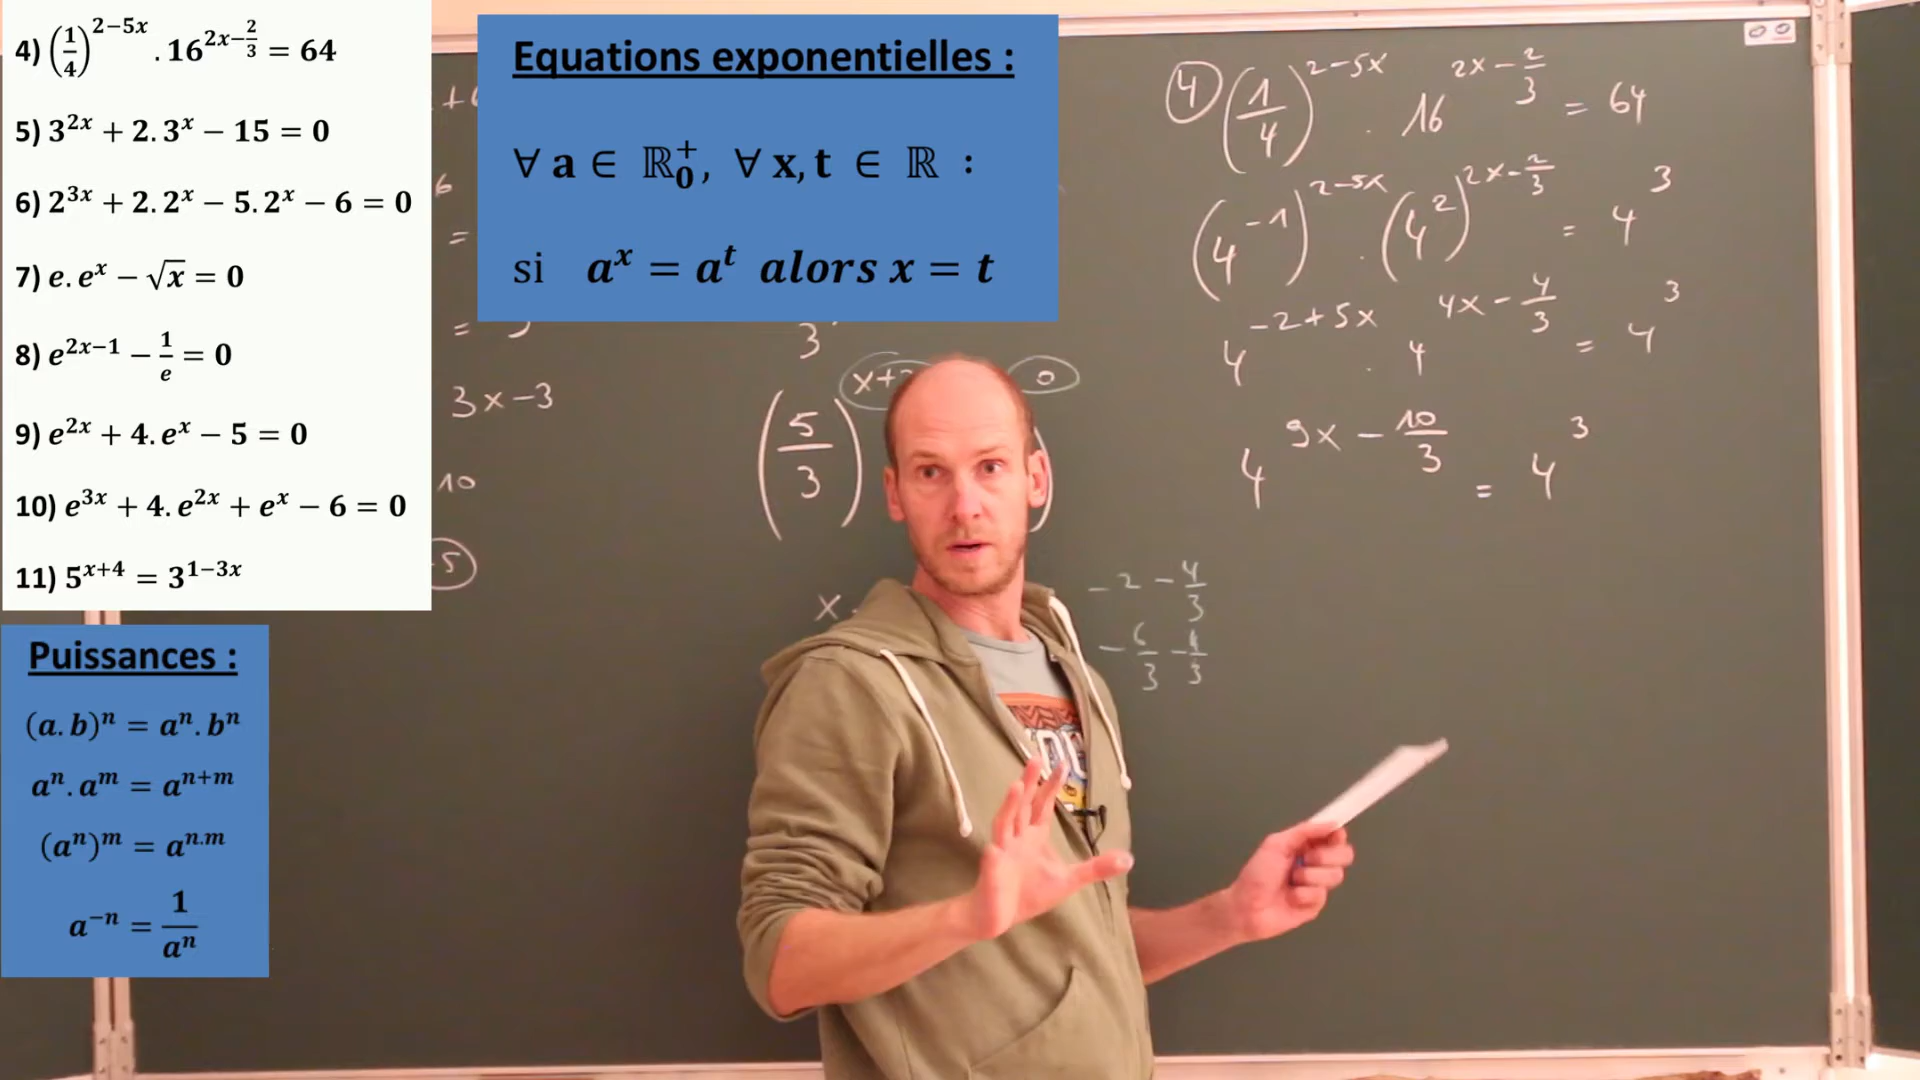 4) (1/4)^(2−5x) . 16^(2x−2/3) = 64
5) 3^(2x) + 2. 3^x − 15 = 0
6) 2^(3x) + 2. 2^x − 5. 2^x − 6 = 0
7) e. e^x − √x = 0
8) e^(2x−1) − 1/e = 0
9) e^(2x) + 4. e^x − 5 = 0
10) e^(3x) + 4. e^(2x) + e^x − 6 = 0
11) 5^(x+4) = 3^(1−3x)
Puissances :
(a. b)^n = a^n. b^n
a^n. a^m = a^(n+m)
(a^n)^m = a^(n.m)
a^(−n) = 1/a^n
Equations exponentielles :
∀ a ∈ ℝ₀⁺, ∀ x, t ∈ ℝ :
si a^x = a^t alors x = t
3x − 3
10
5
3
(5/3) x+ 0
x
− 2 − 4/3
− 6/3 − 4/3
④ (1/4)^(2−5x) . 16^(2x−2/3) = 64
(4^(−1))^(2−5x) . (4^2)^(2x−2/3) = 4^3
4^(−2+5x) . 4^(4x−4/3) = 4^3
4^(9x−10/3) = 4^3